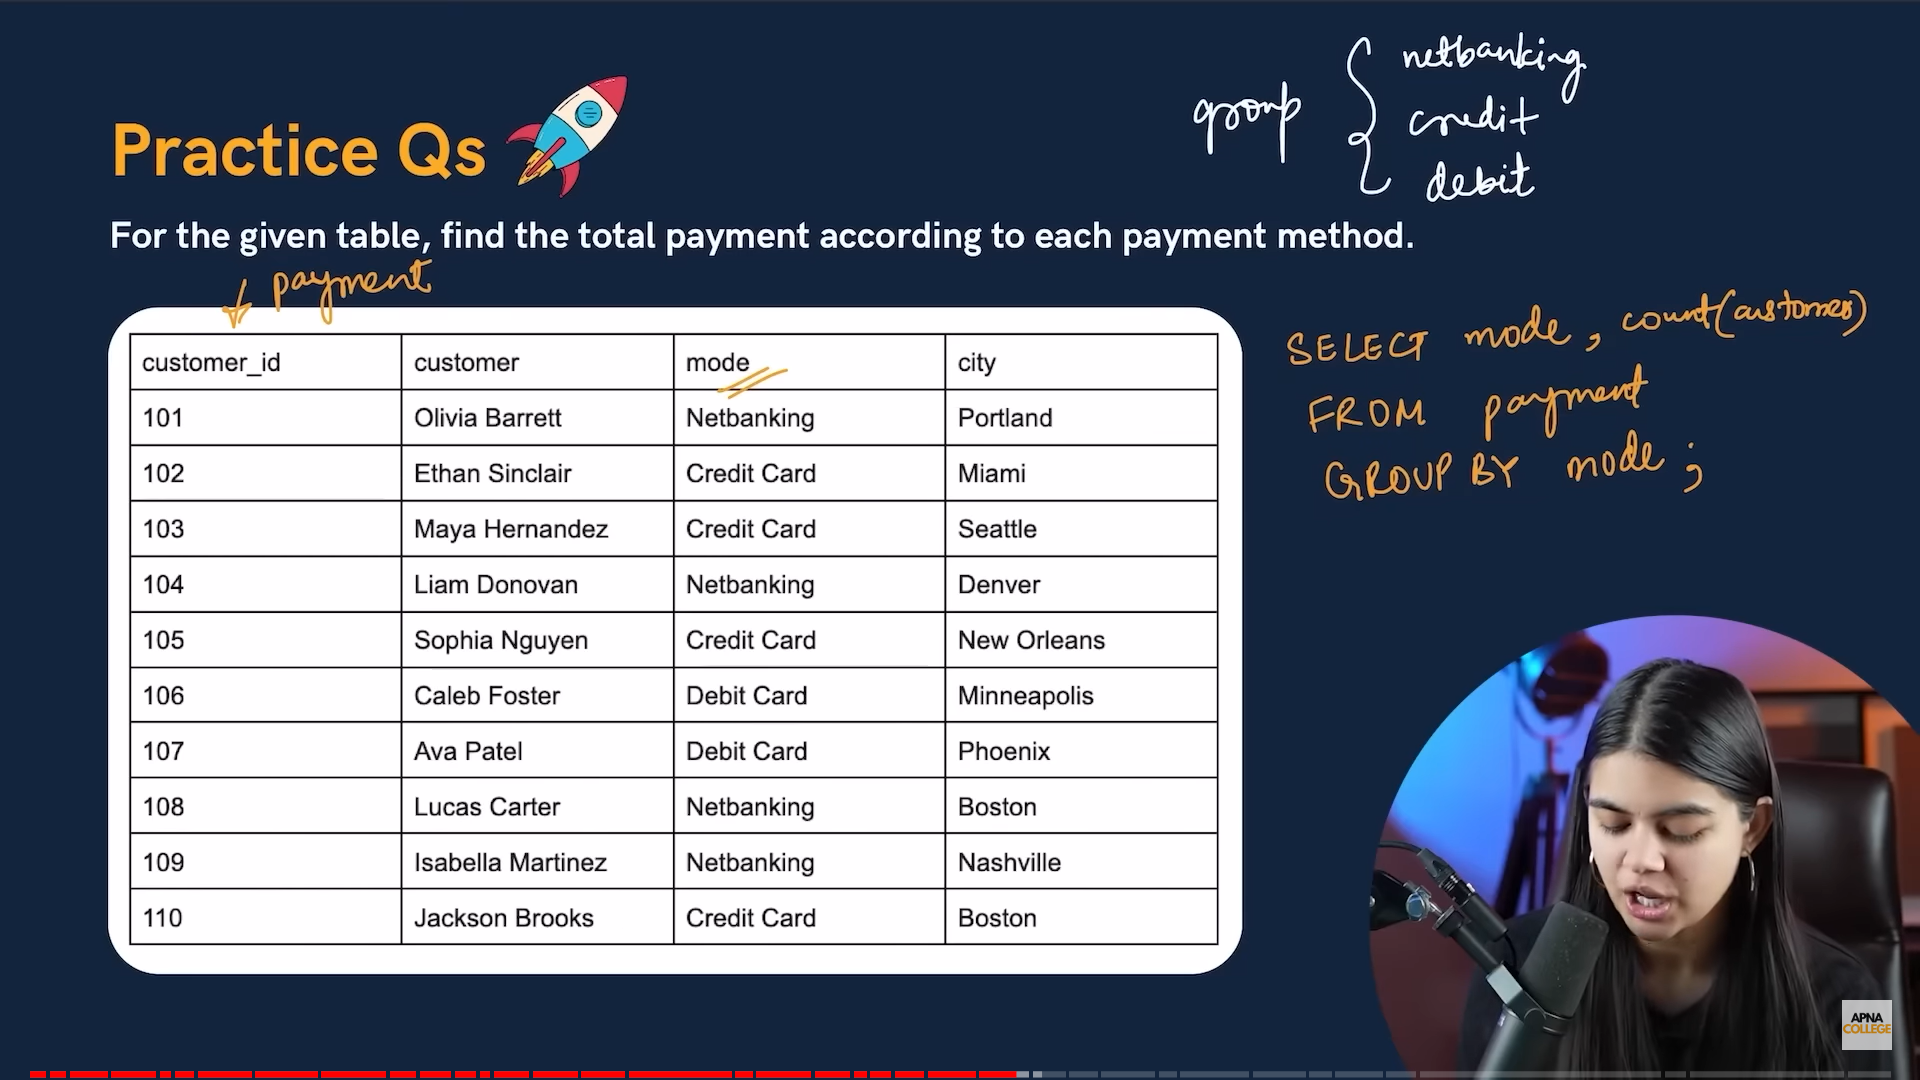 group { netbanking
credit
debit
Practice Qs
For the given table, find the total payment according to each payment method.
payment
customer_id customer mode city
101 Olivia Barrett Netbanking Portland
102 Ethan Sinclair Credit Card Miami
103 Maya Hernandez Credit Card Seattle
104 Liam Donovan Netbanking Denver
105 Sophia Nguyen Credit Card New Orleans
106 Caleb Foster Debit Card Minneapolis
107 Ava Patel Debit Card Phoenix
108 Lucas Carter Netbanking Boston
109 Isabella Martinez Netbanking Nashville
110 Jackson Brooks Credit Card Boston
SELECT mode, count(customer)
FROM payment
GROUP BY mode;
APNA
COLLEGE